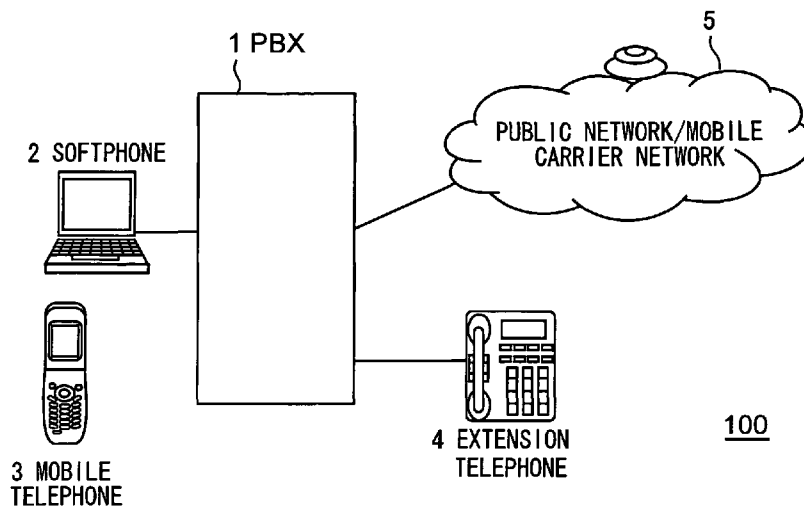 1 PBX
5
PUBLIC NETWORK/MOBILE
CARRIER NETWORK
2 SOFTPHONE
3 MOBILE
TELEPHONE
4 EXTENSION
TELEPHONE
100